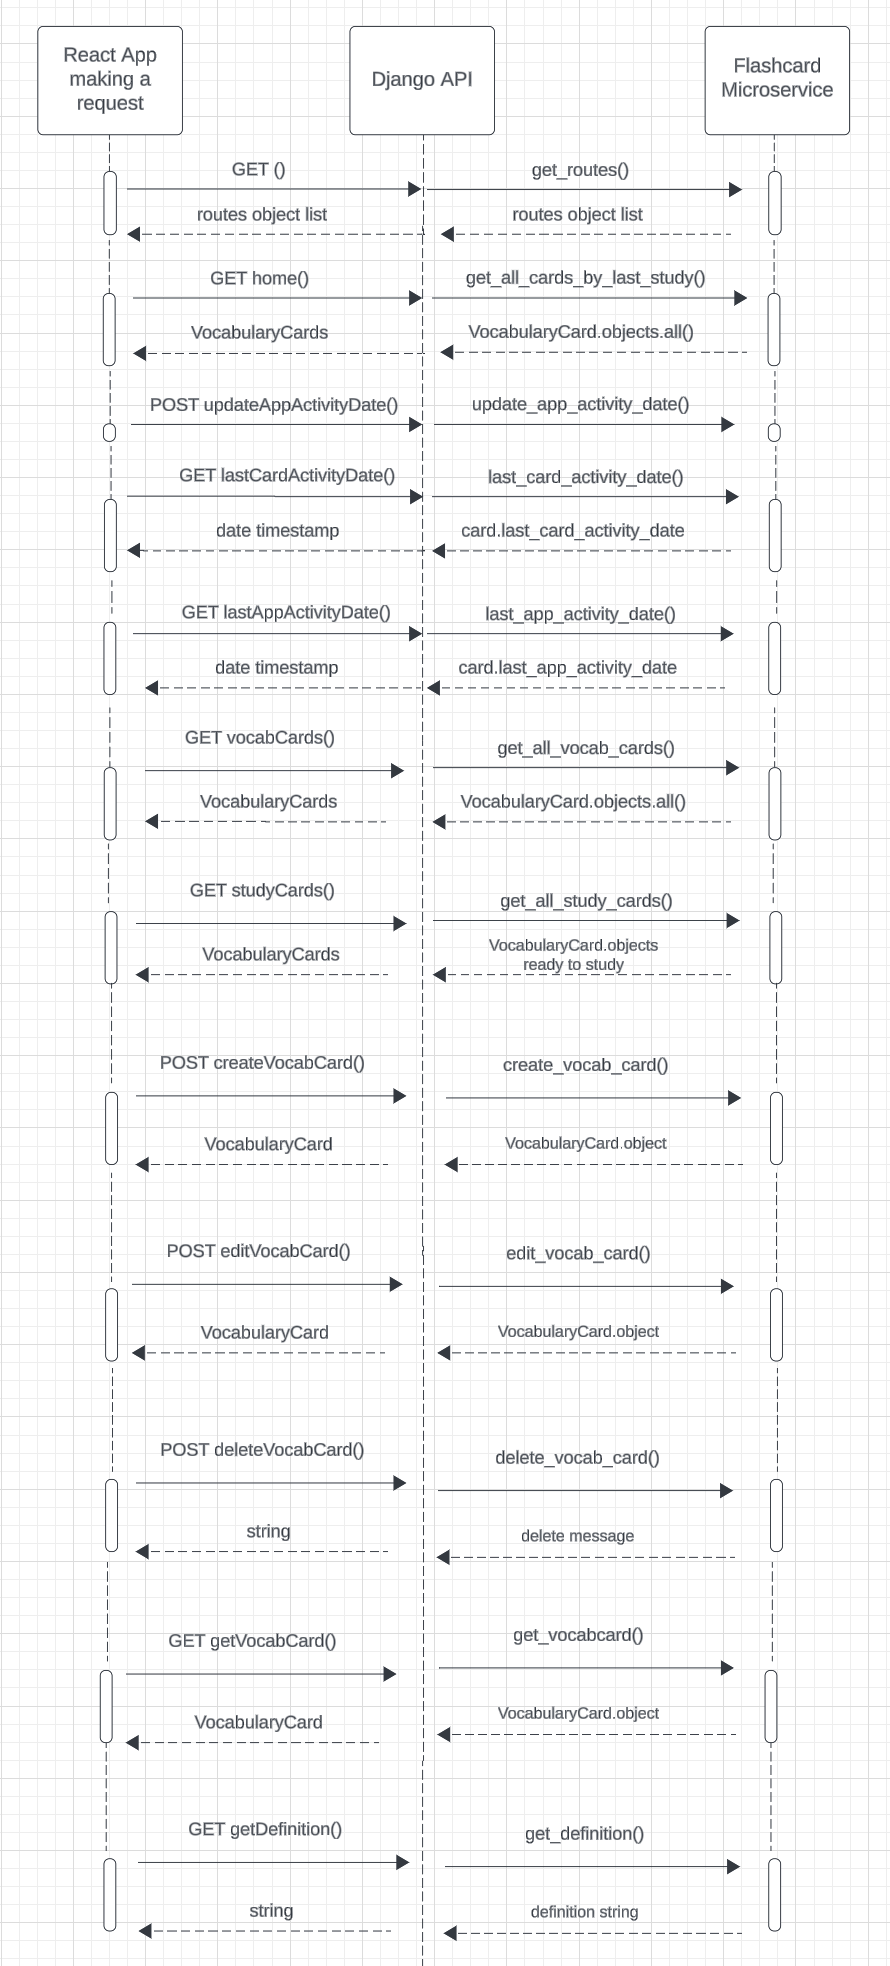 React App
making a
request
Django API
Flashcard
Microservice
GET ()
get_routes()
routes object list
routes object list
GET home()
get_all_cards_by_last_study()
VocabularyCards
VocabularyCard.objects.all()
POST updateAppActivityDate()
update_app_activity_date()
GET lastCardActivityDate()
last_card_activity_date()
date timestamp
card.last_card_activity_date
GET lastAppActivityDate()
last_app_activity_date()
date timestamp
card.last_app_activity_date
GET vocabCards()
get_all_vocab_cards()
VocabularyCards
VocabularyCard.objects.all()
GET studyCards()
get_all_study_cards()
VocabularyCards
VocabularyCard.objects
ready to study
POST createVocabCard()
create_vocab_card()
VocabularyCard
VocabularyCard.object
POST editVocabCard()
edit_vocab_card()
VocabularyCard
VocabularyCard.object
POST deleteVocabCard()
delete_vocab_card()
string
delete message
GET getVocabCard()
get_vocabcard()
VocabularyCard
VocabularyCard.object
GET getDefinition()
get_definition()
string
definition string